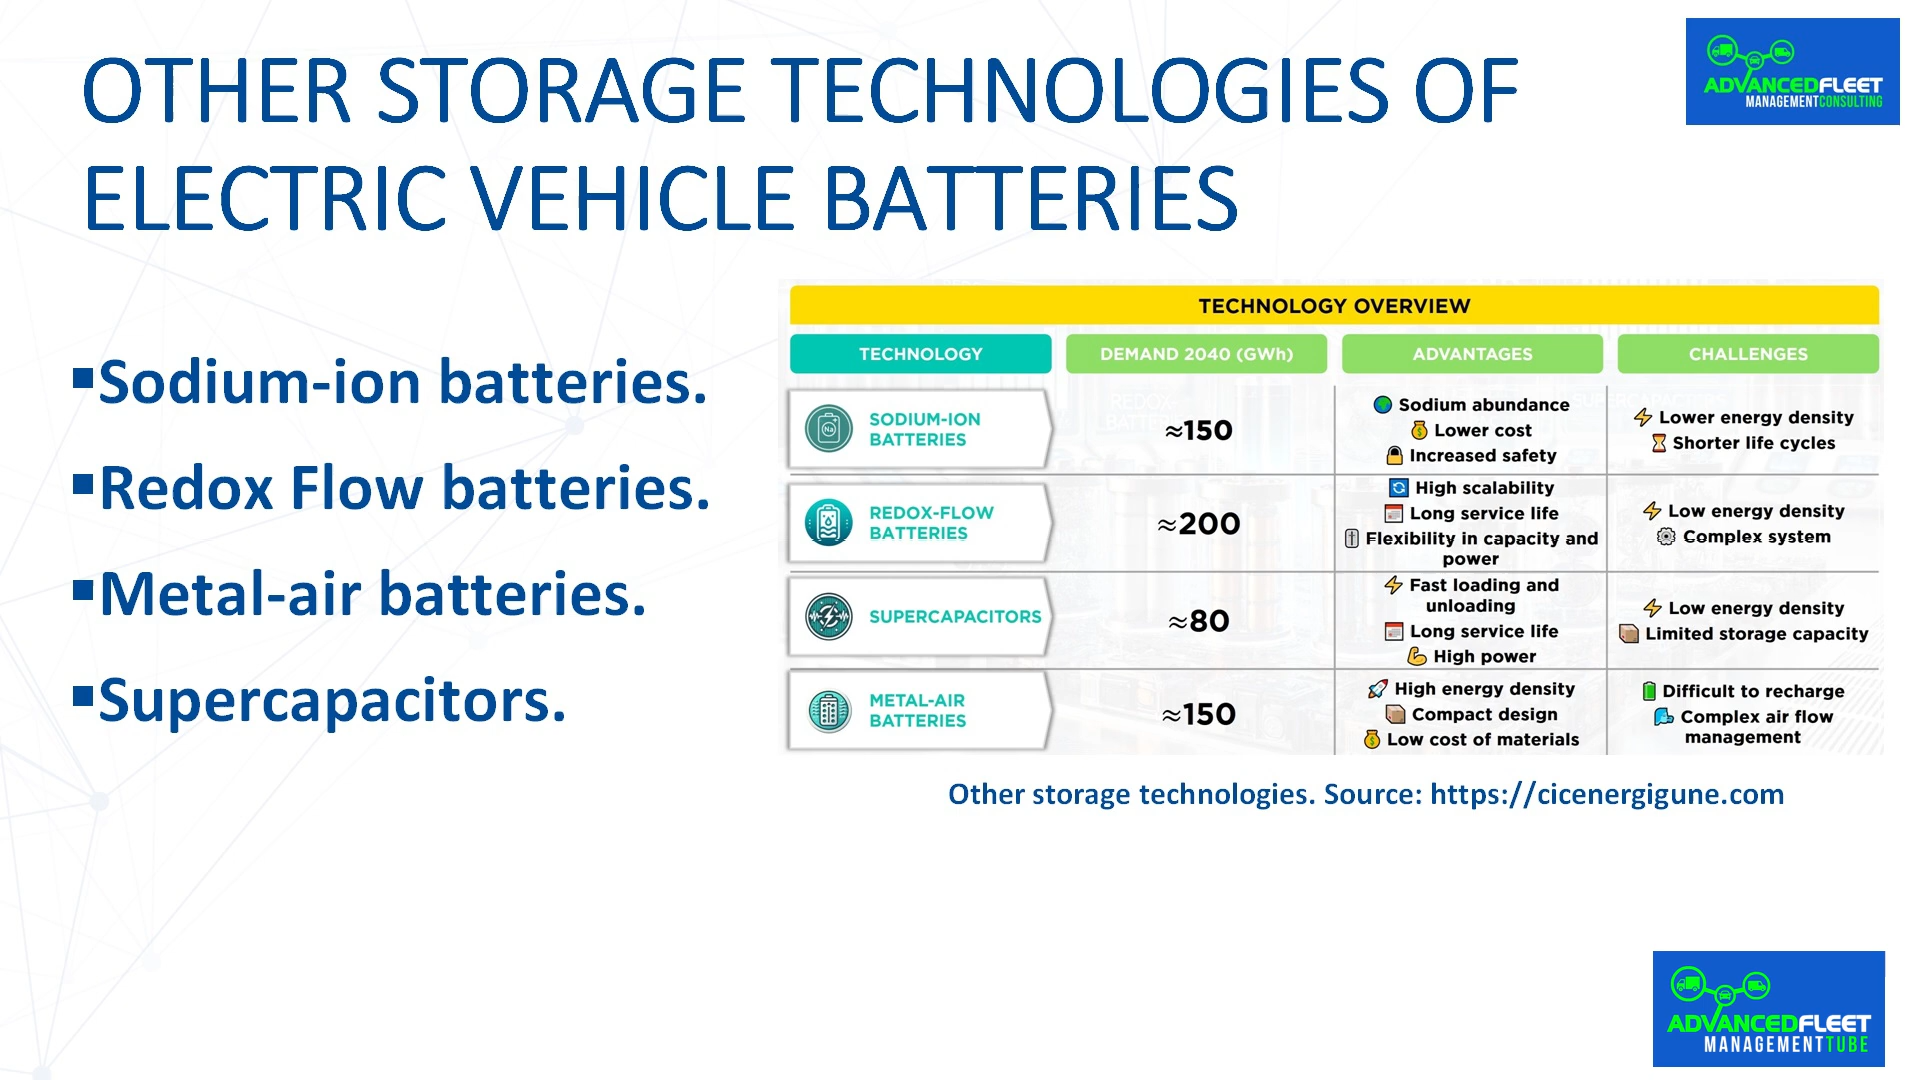 OTHER STORAGE TECHNOLOGIES OF
ELECTRIC VEHICLE BATTERIES
ADVANCEDFLEET
MANAGEMENTCONSULTING
▪Sodium-ion batteries.
▪Redox Flow batteries.
▪Metal-air batteries.
▪Supercapacitors.
TECHNOLOGY OVERVIEW
TECHNOLOGY
DEMAND 2040 (GWh)
ADVANTAGES
CHALLENGES
SODIUM-ION
BATTERIES
≈150
Sodium abundance
Lower cost
Increased safety
Lower energy density
Shorter life cycles
REDOX-FLOW
BATTERIES
≈200
High scalability
Long service life
Flexibility in capacity and
power
Low energy density
Complex system
SUPERCAPACITORS
≈80
Fast loading and
unloading
Long service life
High power
Low energy density
Limited storage capacity
METAL-AIR
BATTERIES
≈150
High energy density
Compact design
Low cost of materials
Difficult to recharge
Complex air flow
management
Other storage technologies. Source: https://cicenergigune.com
ADVANCEDFLEET
MANAGEMENTTUBE